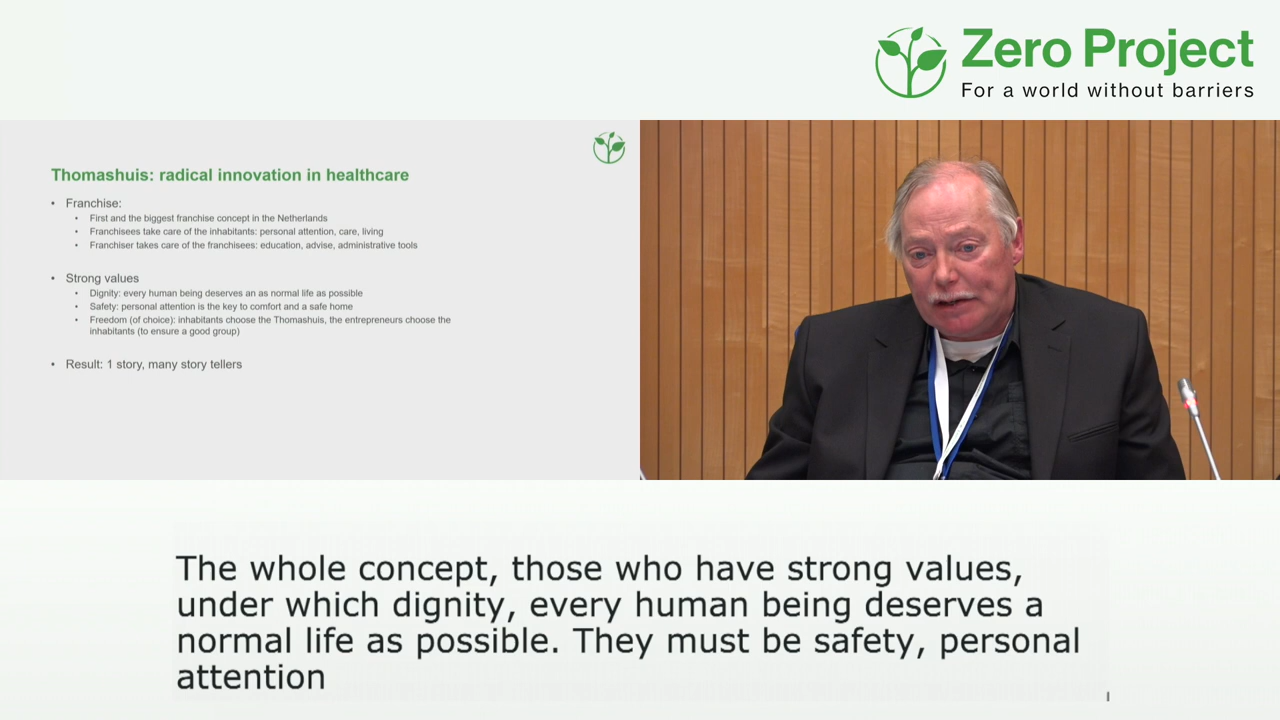 Zero Project
For a world without barriers
Thomashuis: radical innovation in healthcare
• Franchise:
• First and the biggest franchise concept in the Netherlands
• Franchisees take care of the inhabitants: personal attention, care, living
• Franchiser takes care of the franchisees: education, advise, administrative tools
• Strong values
• Dignity: every human being deserves an as normal life as possible
• Safety: personal attention is the key to comfort and a safe home
• Freedom (of choice): inhabitants choose the Thomashuis, the entrepreneurs choose the
inhabitants (to ensure a good group)
• Result: 1 story, many story tellers
The whole concept, those who have strong values,
under which dignity, every human being deserves a
normal life as possible. They must be safety, personal
attention